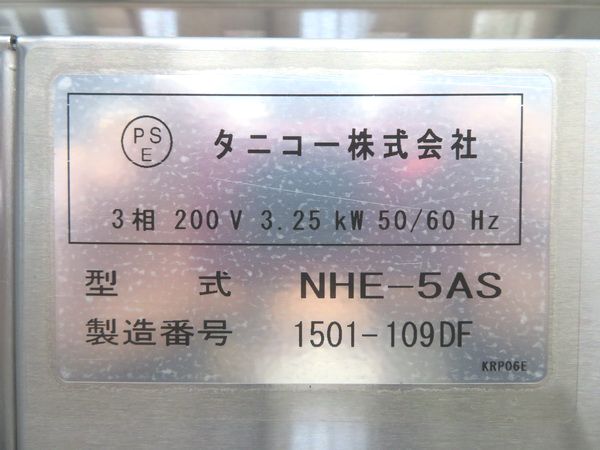 PS
E
タニコー株式会社
3相 200V 3.25kW 50/60Hz
型 式 NHE-5AS
製造番号 1501-109DF
KRP06E